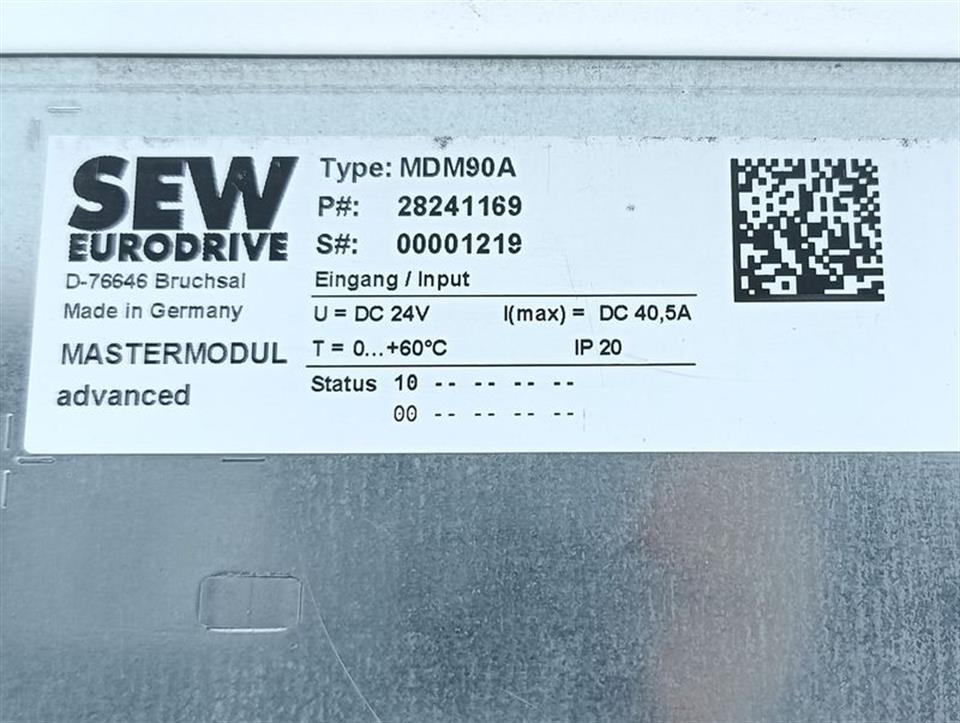 SEW
EURODRIVE
D-76646 Bruchsal
Made in Germany
MASTERMODUL
advanced
Type: MDM90A
P#: 28241169
S#: 00001219
Eingang / Input
U = DC 24V I(max) = DC 40,5A
T = 0...+60°C IP 20
Status 10 -- -- -- --
00 -- -- -- --